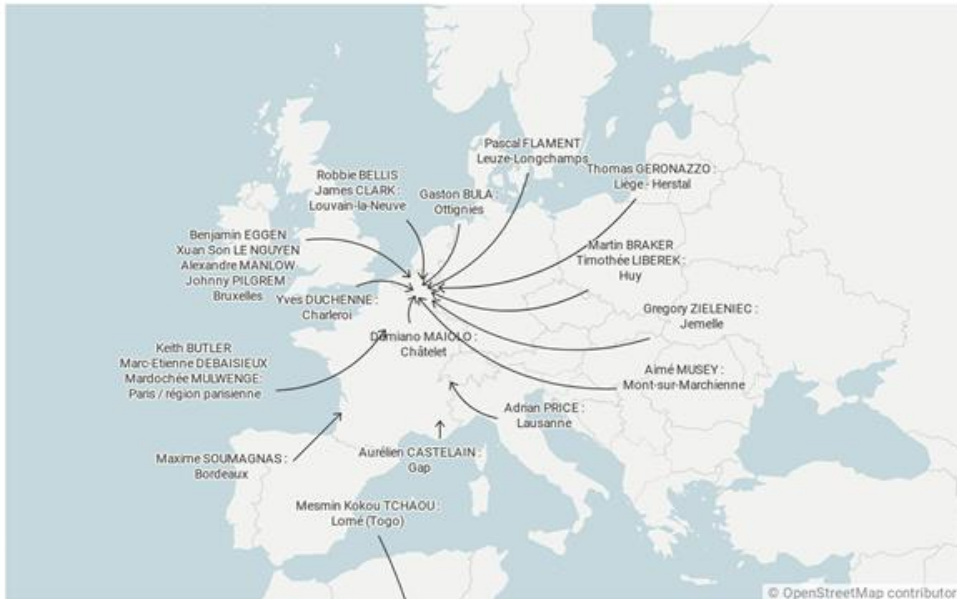 Pascal FLAMENT
Leuze-Longchamps
Thomas GERONAZZO :
Liège - Herstal
Robbie BELLIS
James CLARK :
Louvain-la-Neuve
Gaston BULA :
Ottignies
Benjamin EGGEN
Xuan Son LE NGUYEN
Alexandre MANLOW
Johnny PILGREM
Bruxelles
Martin BRAKER
Timothée LIBEREK :
Huy
Yves DUCHENNE :
Charleroi
Gregory ZIELENIEC :
Jemelle
Damiano MAIOLO :
Châtelet
Keith BUTLER
Marc-Etienne DEBAISIEUX
Mardochée MULWENGE:
Paris / région parisienne
Aimé MUSEY :
Mont-sur-Marchienne
Adrian PRICE :
Lausanne
Maxime SOUMAGNAS :
Bordeaux
Aurélien CASTELAIN :
Gap
Mesmin Kokou TCHAOU :
Lomé (Togo)
© OpenStreetMap contributor